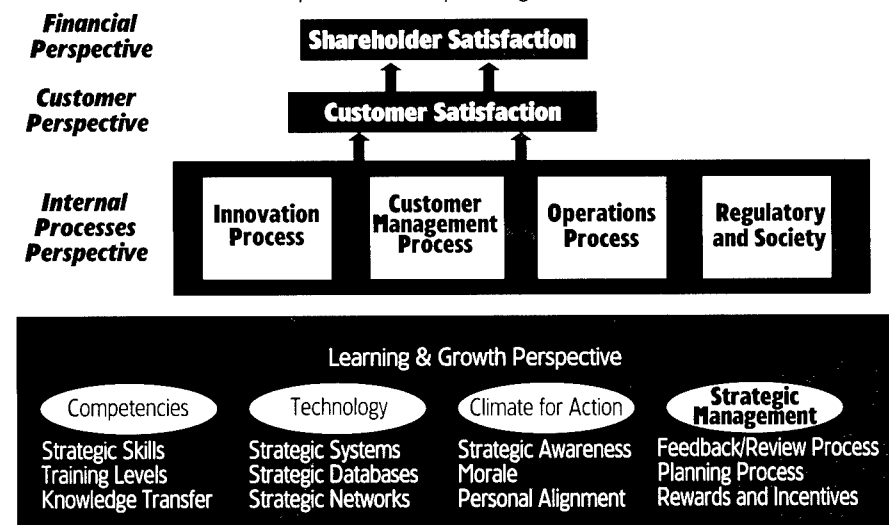 Financial
Perspective
Shareholder Satisfaction
Customer
Perspective
Customer Satisfaction
Internal
Processes
Perspective
Innovation
Process
Customer
Management
Process
Operations
Process
Regulatory
and Society
Learning & Growth Perspective
Competencies
Strategic Skills
Training Levels
Knowledge Transfer
Technology
Strategic Systems
Strategic Databases
Strategic Networks
Climate for Action
Strategic Awareness
Morale
Personal Alignment
Strategic
Management
Feedback/Review Process
Planning Process
Rewards and Incentives